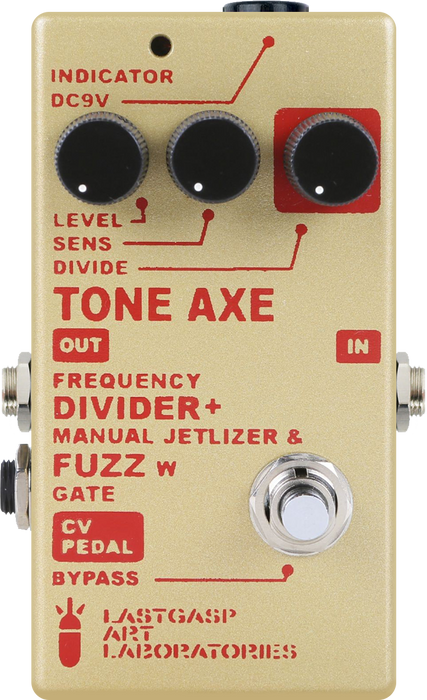 INDICATOR
DC9V
LEVEL
SENS
DIVIDE
TONE AXE
OUT
IN
FREQUENCY
DIVIDER+
MANUAL JETLIZER &
FUZZ W
GATE
CV
PEDAL
BYPASS
LASTGASP
ART
LABORATORIES